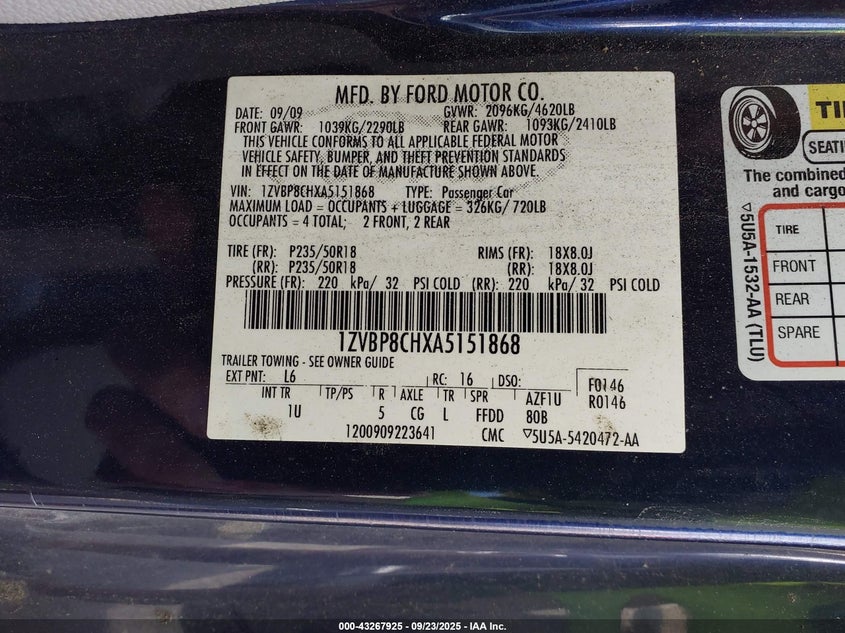 MFD. BY FORD MOTOR CO.
DATE: 09/09 GVWR: 2096KG/4620LB
FRONT GAWR: 1039KG/2290LB REAR GAWR: 1093KG/2410LB
THIS VEHICLE CONFORMS TO ALL APPLICABLE FEDERAL MOTOR
VEHICLE SAFETY, BUMPER, AND THEFT PREVENTION STANDARDS
IN EFFECT ON THE DATE OF MANUFACTURE SHOWN ABOVE.
VIN: 1ZVBP8CHXA5151868 TYPE: Passenger Car
MAXIMUM LOAD = OCCUPANTS + LUGGAGE = 326KG/720LB
OCCUPANTS = 4 TOTAL; 2 FRONT, 2 REAR
TIRE (FR): P235/50R18 RIMS (FR): 18X8.0J
(RR): P235/50R18 (RR): 18X8.0J
PRESSURE (FR): 220 kPa/ 32 PSI COLD (RR): 220 kPa/ 32 PSI COLD
1ZVBP8CHXA5151868
TRAILER TOWING - SEE OWNER GUIDE
EXT PNT: L6 RC: 16 DSO: F0146
R0146
INT TR TP/PS R AXLE TR SPR AZF1U
1U 5 CG L FFDD 80B
1200909223641 CMC ▽5U5A-5420472-AA
SEATI
The combined
and cargo
TIRE
FRONT
REAR
SPARE
▽5U5A-1532-AA (TLU)
000-43267925 - 09/23/2025 - IAA Inc.